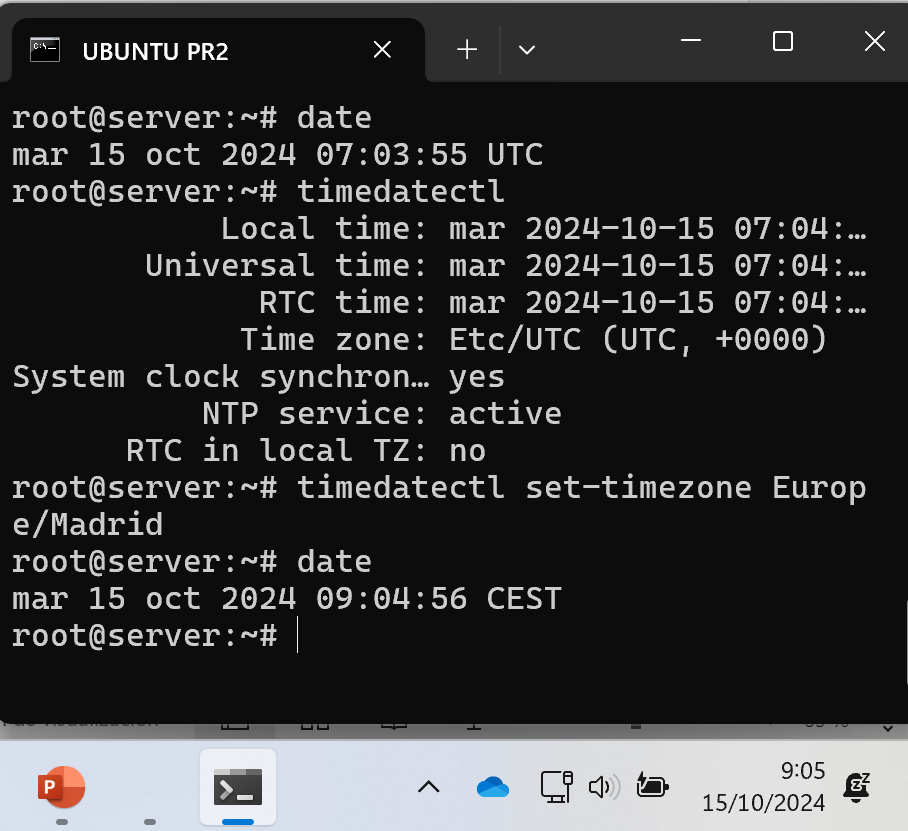 UBUNTU PR2
root@server:~# date
mar 15 oct 2024 07:03:55 UTC
root@server:~# timedatectl
Local time: mar 2024-10-15 07:04:…
Universal time: mar 2024-10-15 07:04:…
RTC time: mar 2024-10-15 07:04:…
Time zone: Etc/UTC (UTC, +0000)
System clock synchron… yes
NTP service: active
RTC in local TZ: no
root@server:~# timedatectl set-timezone Europ
e/Madrid
root@server:~# date
mar 15 oct 2024 09:04:56 CEST
root@server:~#
9:05
15/10/2024